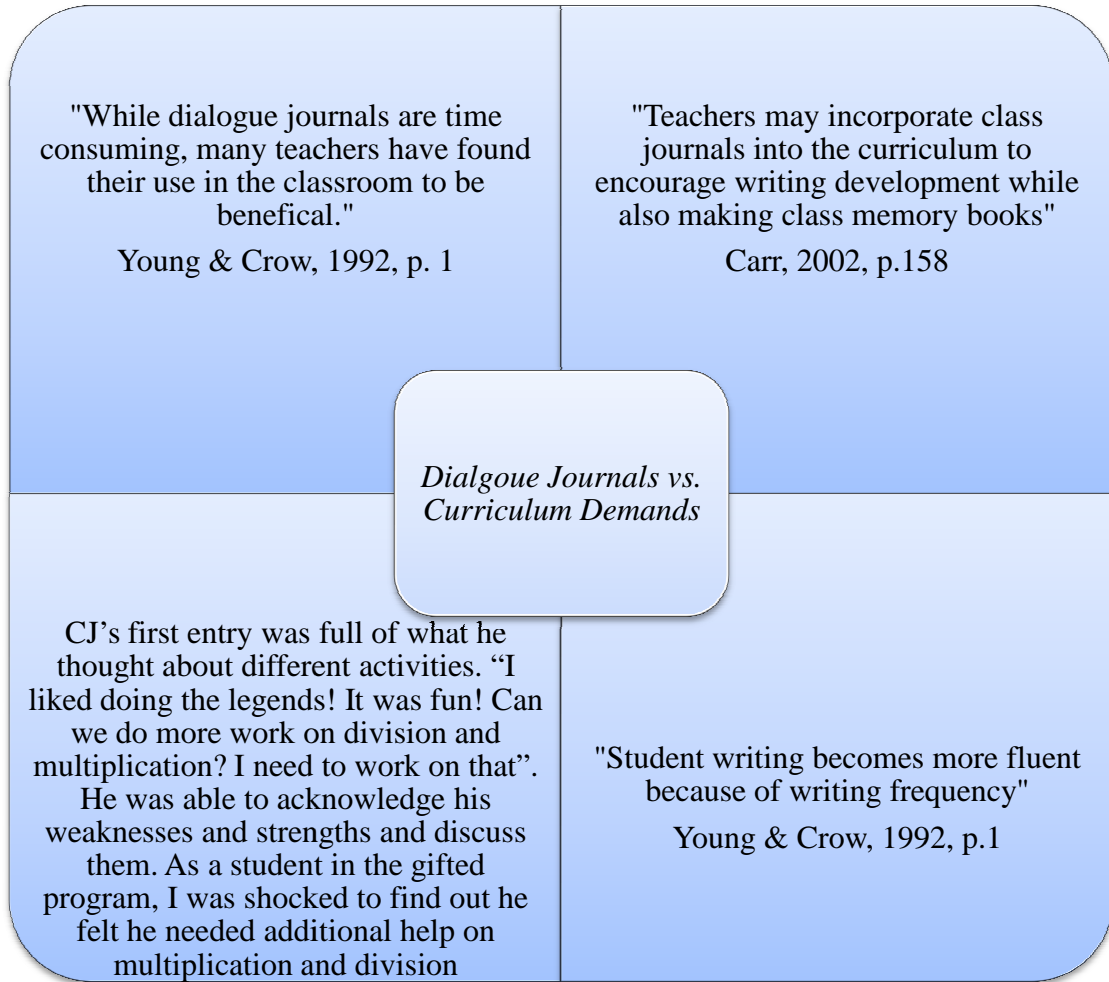 "While dialogue journals are time
consuming, many teachers have found
their use in the classroom to be
benefical."
Young & Crow, 1992, p. 1
"Teachers may incorporate class
journals into the curriculum to
encourage writing development while
also making class memory books"
Carr, 2002, p.158
Dialgoue Journals vs.
Curriculum Demands
CJ’s first entry was full of what he
thought about different activities. “I
liked doing the legends! It was fun! Can
we do more work on division and
multiplication? I need to work on that”.
He was able to acknowledge his
weaknesses and strengths and discuss
them. As a student in the gifted
program, I was shocked to find out he
felt he needed additional help on
multiplication and division
"Student writing becomes more fluent
because of writing frequency"
Young & Crow, 1992, p.1